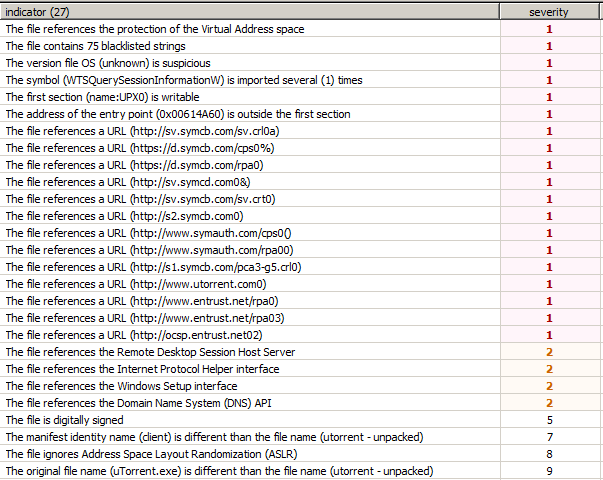 indicator (27) severity
The file references the protection of the Virtual Address space 1
The file contains 75 blacklisted strings 1
The version file OS (unknown) is suspicious 1
The symbol (WTSQuerySessionInformationW) is imported several (1) times 1
The first section (name:UPX0) is writable 1
The address of the entry point (0x00614A60) is outside the first section 1
The file references a URL (http://sv.symcb.com/sv.crl0a) 1
The file references a URL (https://d.symcb.com/cps0%) 1
The file references a URL (https://d.symcb.com/rpa0) 1
The file references a URL (http://sv.symcd.com0&) 1
The file references a URL (http://sv.symcb.com/sv.crt0) 1
The file references a URL (http://s2.symcb.com0) 1
The file references a URL (http://www.symauth.com/cps0() 1
The file references a URL (http://www.symauth.com/rpa00) 1
The file references a URL (http://s1.symcb.com/pca3-g5.crl0) 1
The file references a URL (http://www.utorrent.com0) 1
The file references a URL (http://www.entrust.net/rpa0) 1
The file references a URL (http://www.entrust.net/rpa03) 1
The file references a URL (http://ocsp.entrust.net02) 1
The file references the Remote Desktop Session Host Server 2
The file references the Internet Protocol Helper interface 2
The file references the Windows Setup interface 2
The file references the Domain Name System (DNS) API 2
The file is digitally signed 5
The manifest identity name (client) is different than the file name (utorrent - unpacked) 7
The file ignores Address Space Layout Randomization (ASLR) 8
The original file name (uTorrent.exe) is different than the file name (utorrent - unpacked) 9